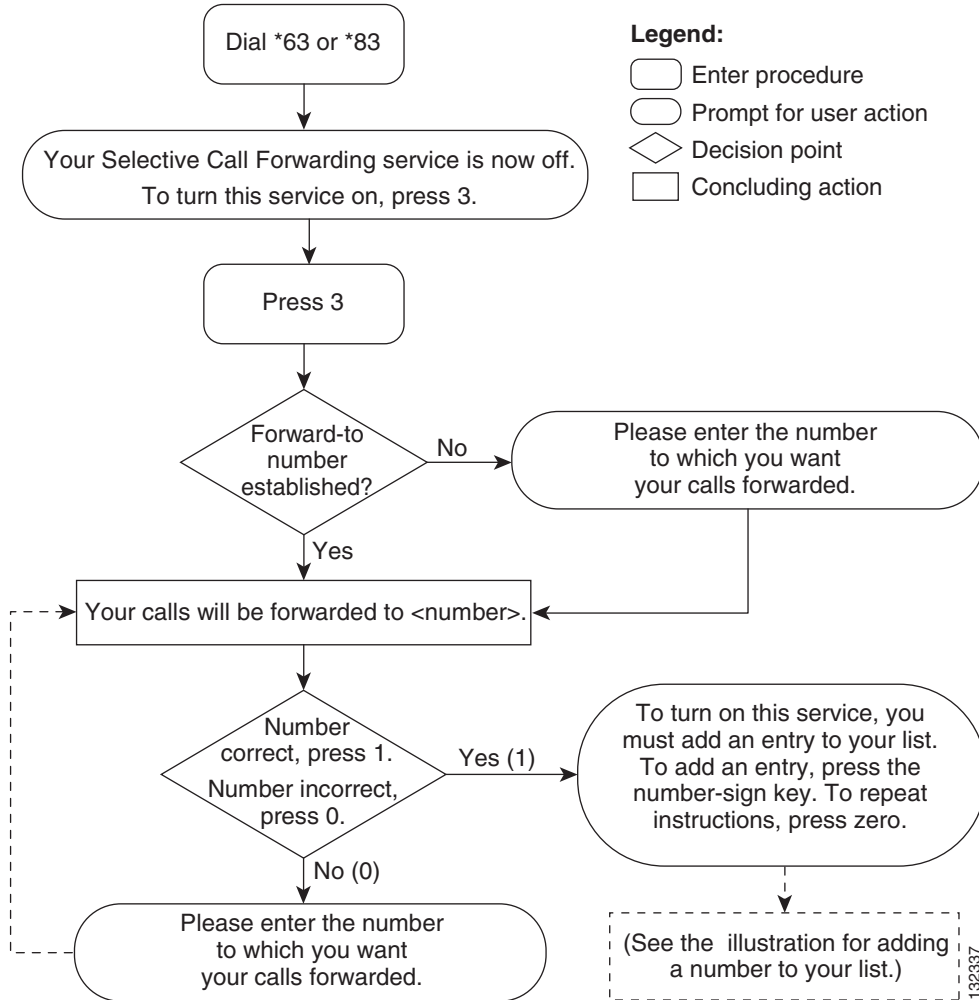 Dial *63 or *83
Legend:
Enter procedure
Prompt for user action
Decision point
Concluding action
Your Selective Call Forwarding service is now off.
To turn this service on, press 3.
Press 3
Forward-to
number
established?
No
Please enter the number
to which you want
your calls forwarded.
Yes
Your calls will be forwarded to <number>.
Number
correct, press 1.
Number incorrect,
press 0.
Yes (1)
To turn on this service, you
must add an entry to your list.
To add an entry, press the
number-sign key. To repeat
instructions, press zero.
No (0)
Please enter the number
to which you want
your calls forwarded.
(See the illustration for adding
a number to your list.)
132337